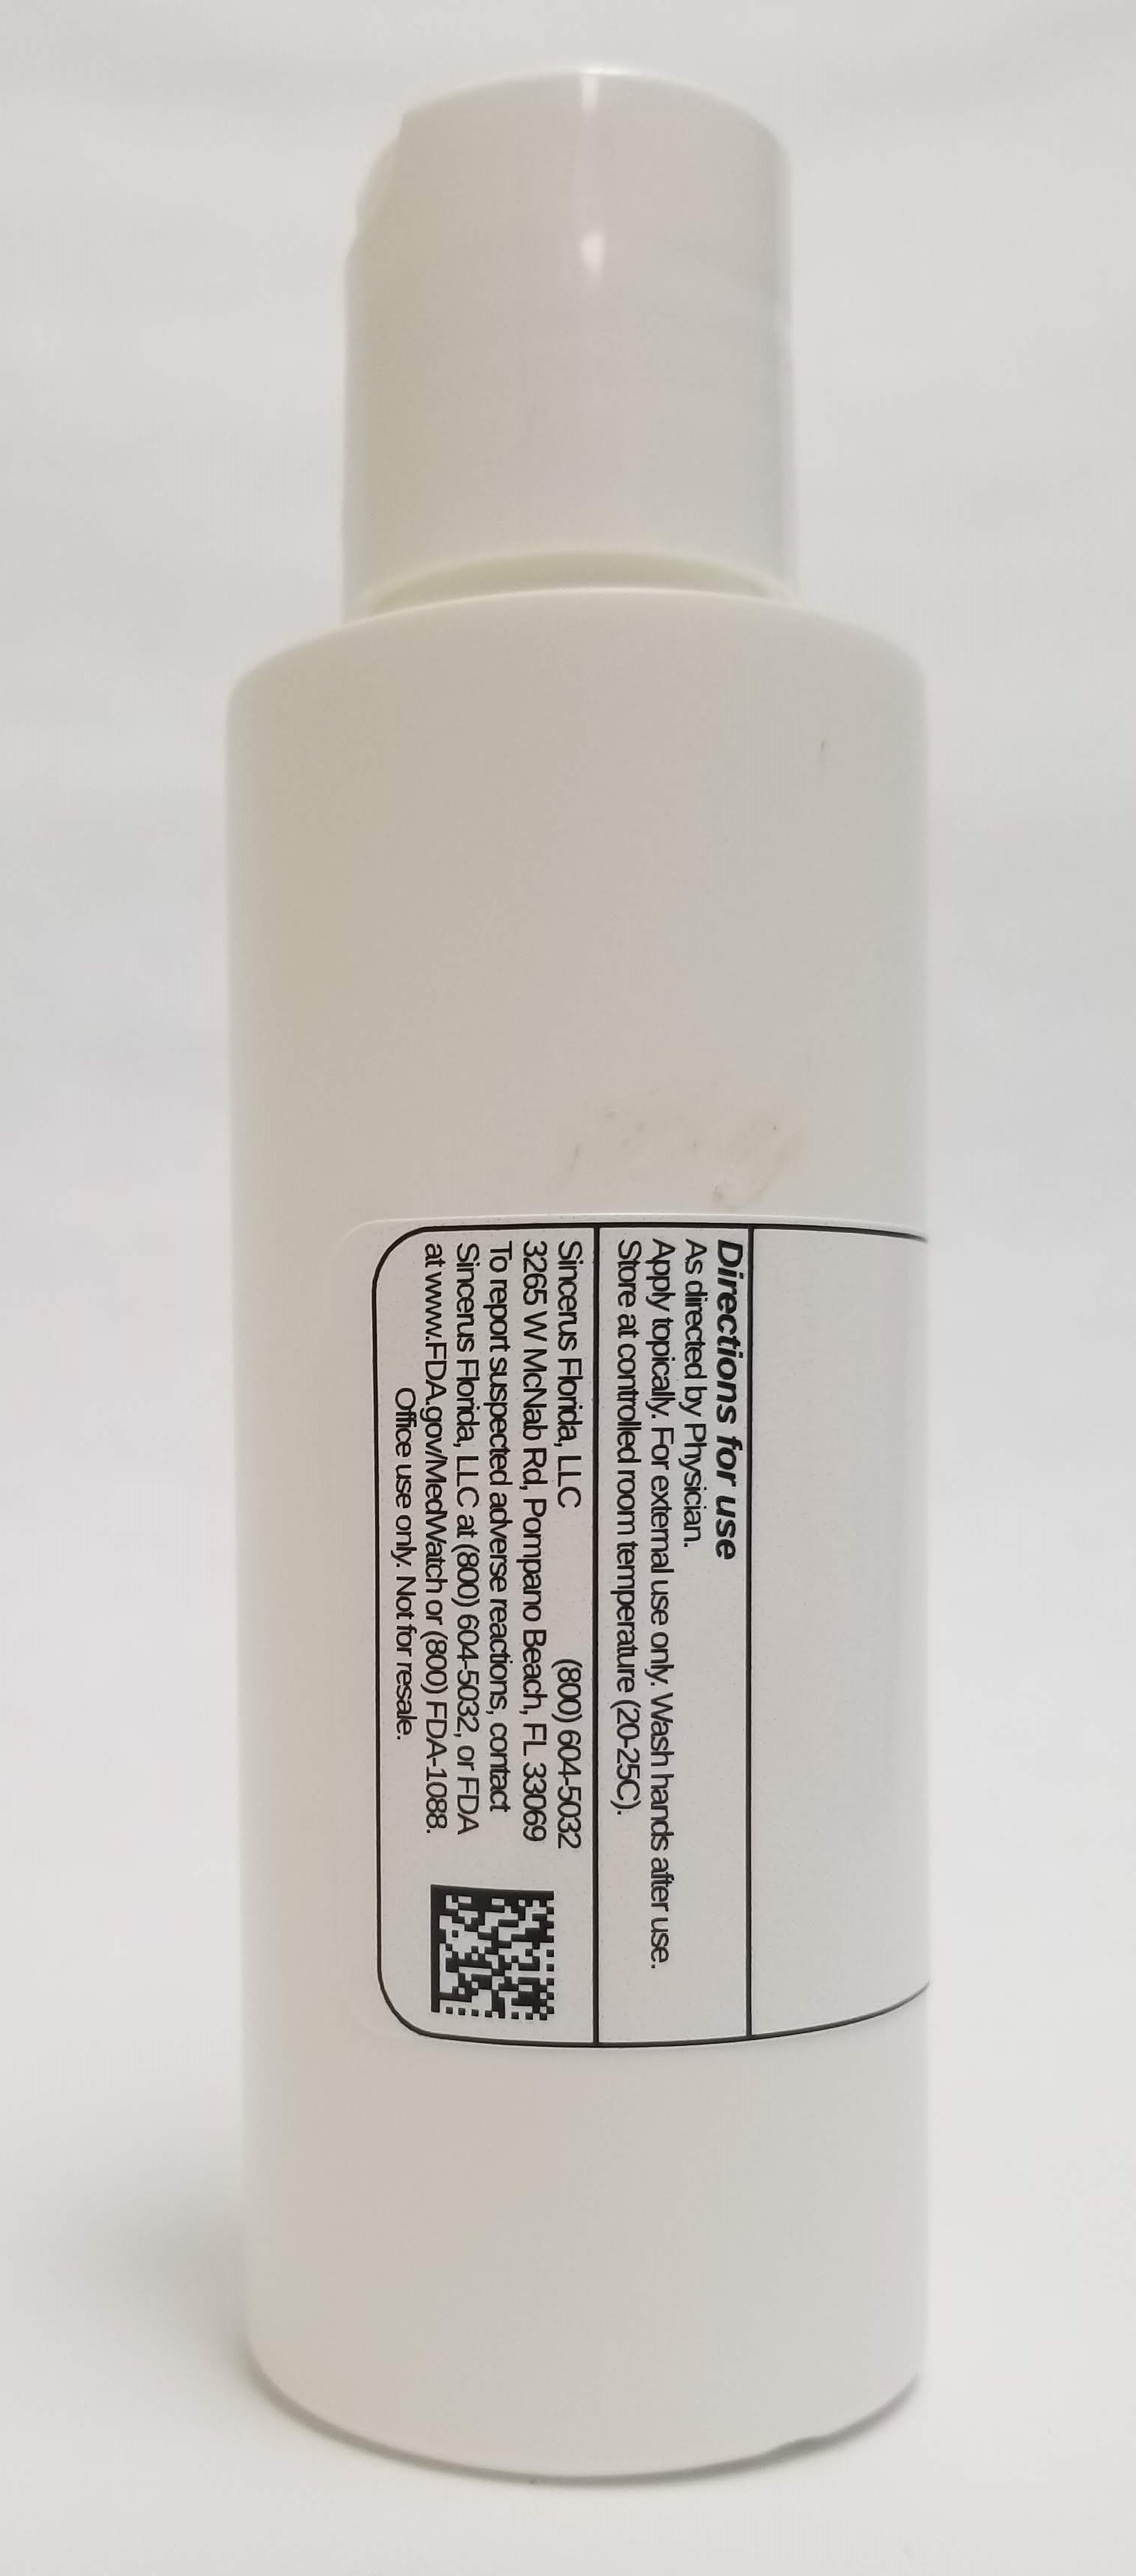 Directions for use
As directed by Physician.
Apply topically. For external use only. Wash hands after use.
Store at controlled room temperature (20-25C).
Sincerus Florida, LLC (800) 604-5032
3265 W McNab Rd, Pompano Beach, FL 33069
To report suspected adverse reactions, contact
Sincerus Florida, LLC at (800) 604-5032, or FDA
at www.FDA.gov/MedWatch or (800) FDA-1088.
Office use only. Not for resale.